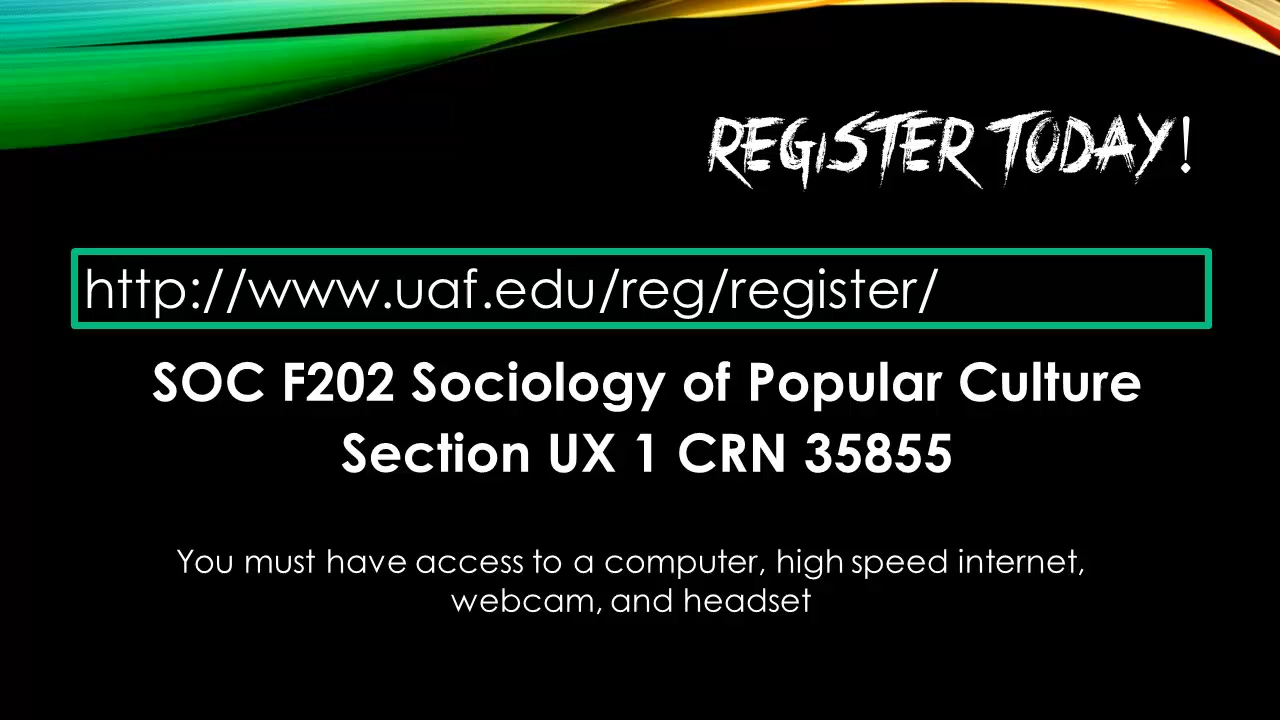 REGISTER TODAY!
http://www.uaf.edu/reg/register/
SOC F202 Sociology of Popular Culture
Section UX 1 CRN 35855
You must have access to a computer, high speed internet,
webcam, and headset